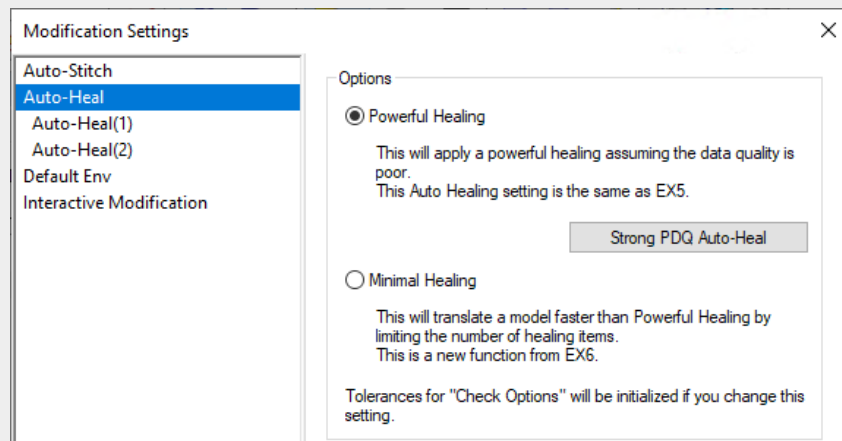 Modification Settings
Auto-Stitch
Auto-Heal
Auto-Heal(1)
Auto-Heal(2)
Default Env
Interactive Modification
Options
Powerful Healing
This will apply a powerful healing assuming the data quality is
poor.
This Auto Healing setting is the same as EX5.
Strong PDQ Auto-Heal
Minimal Healing
This will translate a model faster than Powerful Healing by
limiting the number of healing items.
This is a new function from EX6.
Tolerances for "Check Options" will be initialized if you change this
setting.